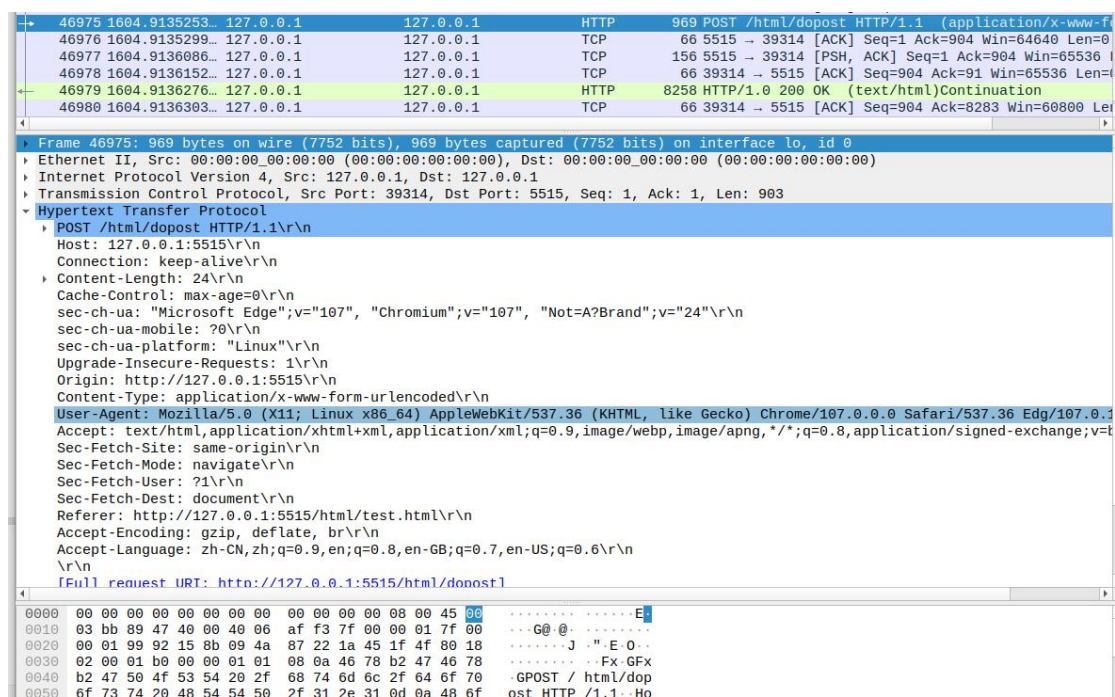 46975 1604.9135253… 127.0.0.1 127.0.0.1 HTTP 969 POST /html/dopost HTTP/1.1 (application/x-www-fo
46976 1604.9135299… 127.0.0.1 127.0.0.1 TCP 66 5515 → 39314 [ACK] Seq=1 Ack=904 Win=64640 Len=0
46977 1604.9136086… 127.0.0.1 127.0.0.1 TCP 156 5515 → 39314 [PSH, ACK] Seq=1 Ack=904 Win=65536
46978 1604.9136152… 127.0.0.1 127.0.0.1 TCP 66 39314 → 5515 [ACK] Seq=904 Ack=91 Win=65536 Len=0
46979 1604.9136276… 127.0.0.1 127.0.0.1 HTTP 8258 HTTP/1.0 200 OK (text/html)Continuation
46980 1604.9136303… 127.0.0.1 127.0.0.1 TCP 66 39314 → 5515 [ACK] Seq=904 Ack=8283 Win=60800 Len
Frame 46975: 969 bytes on wire (7752 bits), 969 bytes captured (7752 bits) on interface lo, id 0
Ethernet II, Src: 00:00:00_00:00:00 (00:00:00:00:00:00), Dst: 00:00:00_00:00:00 (00:00:00:00:00:00)
Internet Protocol Version 4, Src: 127.0.0.1, Dst: 127.0.0.1
Transmission Control Protocol, Src Port: 39314, Dst Port: 5515, Seq: 1, Ack: 1, Len: 903
Hypertext Transfer Protocol
POST /html/dopost HTTP/1.1\r\n
Host: 127.0.0.1:5515\r\n
Connection: keep-alive\r\n
Content-Length: 24\r\n
Cache-Control: max-age=0\r\n
sec-ch-ua: "Microsoft Edge";v="107", "Chromium";v="107", "Not=A?Brand";v="24"\r\n
sec-ch-ua-mobile: ?0\r\n
sec-ch-ua-platform: "Linux"\r\n
Upgrade-Insecure-Requests: 1\r\n
Origin: http://127.0.0.1:5515\r\n
Content-Type: application/x-www-form-urlencoded\r\n
User-Agent: Mozilla/5.0 (X11; Linux x86_64) AppleWebKit/537.36 (KHTML, like Gecko) Chrome/107.0.0.0 Safari/537.36 Edg/107.0.1
Accept: text/html,application/xhtml+xml,application/xml;q=0.9,image/webp,image/apng,*/*;q=0.8,application/signed-exchange;v=b
Sec-Fetch-Site: same-origin\r\n
Sec-Fetch-Mode: navigate\r\n
Sec-Fetch-User: ?1\r\n
Sec-Fetch-Dest: document\r\n
Referer: http://127.0.0.1:5515/html/test.html\r\n
Accept-Encoding: gzip, deflate, br\r\n
Accept-Language: zh-CN,zh;q=0.9,en;q=0.8,en-GB;q=0.7,en-US;q=0.6\r\n
\r\n
[Full request URI: http://127.0.0.1:5515/html/dopost]
0000 00 00 00 00 00 00 00 00 00 00 00 00 08 00 45 00 ········ ······E·
0010 03 bb 89 47 40 00 40 06 af f3 7f 00 00 01 7f 00 ···G@·@· ········
0020 00 01 99 92 15 8b 09 4a 87 22 1a 45 1f 4f 80 18 ·······J ·"·E·O··
0030 02 00 01 b0 00 00 01 01 08 0a 46 78 b2 47 46 78 ········ ··Fx·GFx
0040 b2 47 50 4f 53 54 20 2f 68 74 6d 6c 2f 64 6f 70 ·GPOST / html/dop
0050 6f 73 74 20 48 54 54 50 2f 31 2e 31 0d 0a 48 6f ost HTTP /1.1··Ho